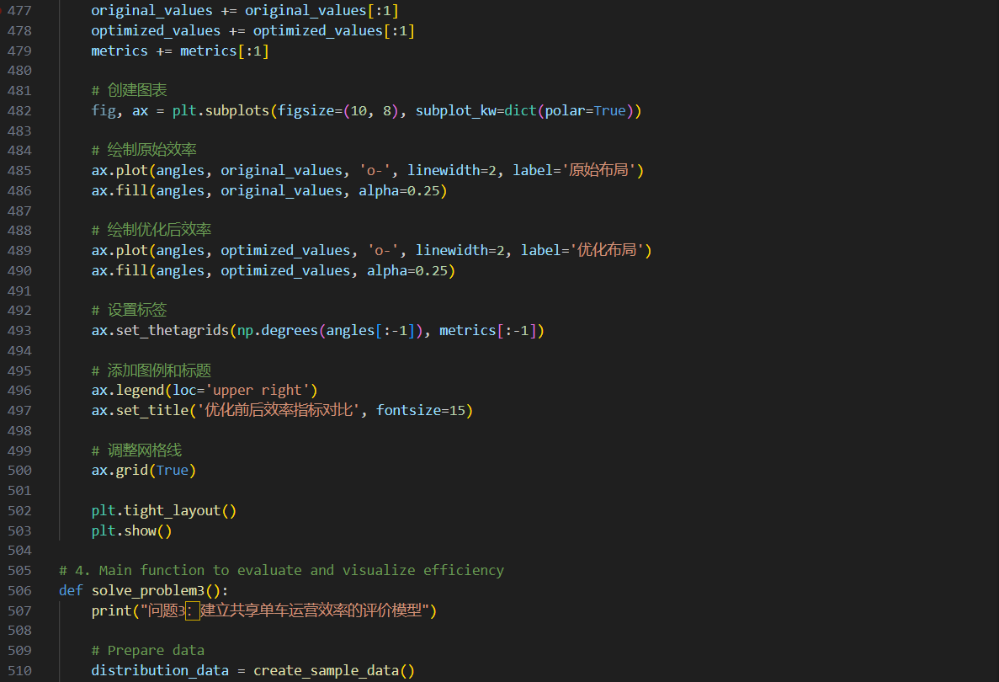 477 original_values += original_values[:1]
478 optimized_values += optimized_values[:1]
479 metrics += metrics[:1]
480
481 # 创建图表
482 fig, ax = plt.subplots(figsize=(10, 8), subplot_kw=dict(polar=True))
483
484 # 绘制原始效率
485 ax.plot(angles, original_values, 'o-', linewidth=2, label='原始布局')
486 ax.fill(angles, original_values, alpha=0.25)
487
488 # 绘制优化后效率
489 ax.plot(angles, optimized_values, 'o-', linewidth=2, label='优化布局')
490 ax.fill(angles, optimized_values, alpha=0.25)
491
492 # 设置标签
493 ax.set_thetagrids(np.degrees(angles[:-1]), metrics[:-1])
494
495 # 添加图例和标题
496 ax.legend(loc='upper right')
497 ax.set_title('优化前后效率指标对比', fontsize=15)
498
499 # 调整网格线
500 ax.grid(True)
501
502 plt.tight_layout()
503 plt.show()
504
505 # 4. Main function to evaluate and visualize efficiency
506 def solve_problem3():
507 print("问题3：建立共享单车运营效率的评价模型")
508
509 # Prepare data
510 distribution_data = create_sample_data()